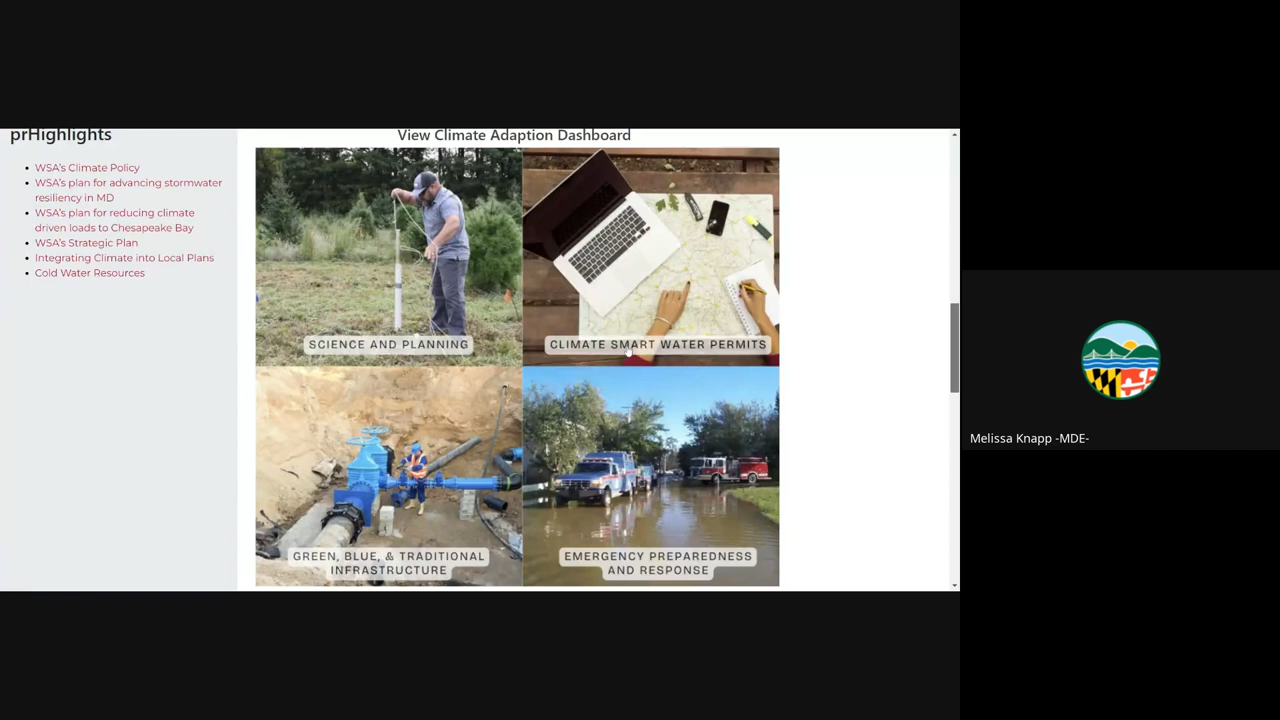 prHighlights
WSA's Climate Policy
WSA's plan for advancing stormwater
resiliency in MD
WSA's plan for reducing climate
driven loads to Chesapeake Bay
WSA's Strategic Plan
Integrating Climate into Local Plans
Cold Water Resources
View Climate Adaption Dashboard
SCIENCE AND PLANNING
CLIMATE SMART WATER PERMITS
GREEN, BLUE, & TRADITIONAL
INFRASTRUCTURE
EMERGENCY PREPAREDNESS
AND RESPONSE
Melissa Knapp -MDE-